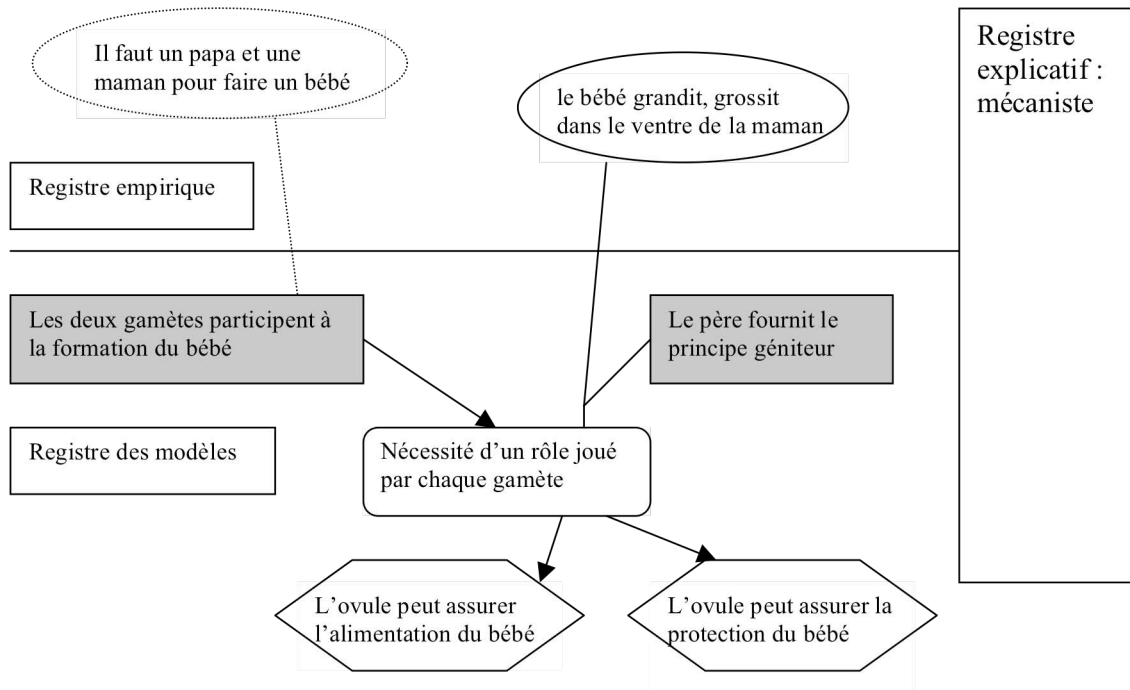 Il faut un papa et une
maman pour faire un bébé
le bébé grandit, grossit
dans le ventre de la maman
Registre
explicatif :
mécaniste
Registre empirique
Les deux gamètes participent à
la formation du bébé
Le père fournit le
principe géniteur
Registre des modèles
Nécessité d’un rôle joué
par chaque gamète
L’ovule peut assurer
l’alimentation du bébé
L’ovule peut assurer la
protection du bébé